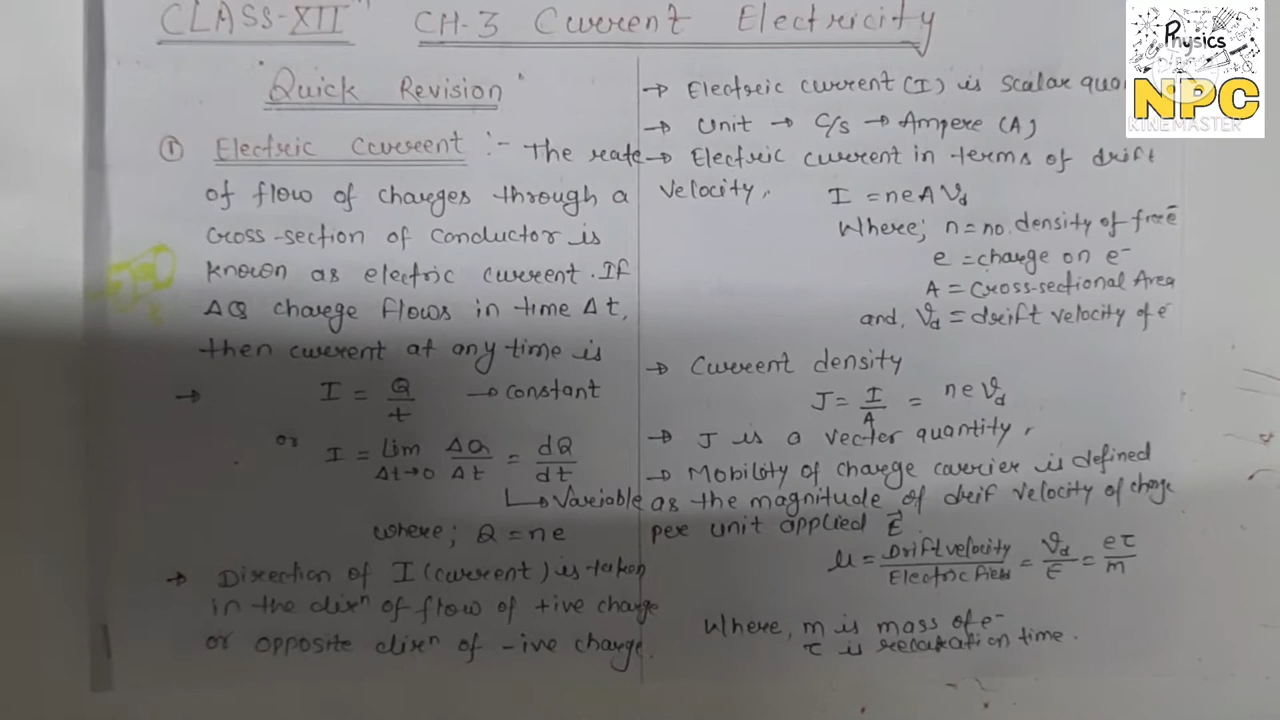 CLASS-XII
CH-3 Current Electricity
"Quick Revision"
① Electric Current :- The rate
of flow of charges through a
cross-section of conductor is
known as electric current. If
ΔQ charge flows in time Δt,
then current at any time is
→ I = Q/t → constant
or I = Lim Δt→0 ΔQ/Δt = dQ/dt
↳ Variable
where; Q = ne
→ Direction of I (current) is taken
in the dirⁿ of flow of +ive charge
or opposite dirⁿ of -ive charge.
→ Electric current (I) is scalar
→ Unit → C/s → Ampere (A)
→ Electric current in terms of drift
velocity,
I = neAVd
Where; n = no. density of free e⁻
e = charge on e⁻
A = cross-sectional Area
and, Vd = drift velocity of e⁻
→ Current density
J = I/A = neVd
→ J is a vector quantity,
→ Mobility of charge carrier is defined
as the magnitude of drif velocity of charge
per unit applied E⃗.
μ = Drift velocity/Electric field = Vd/E = eτ/m
Where, m is mass of e⁻
τ is relaxation time.
Physics
NPC
KINEMASTER